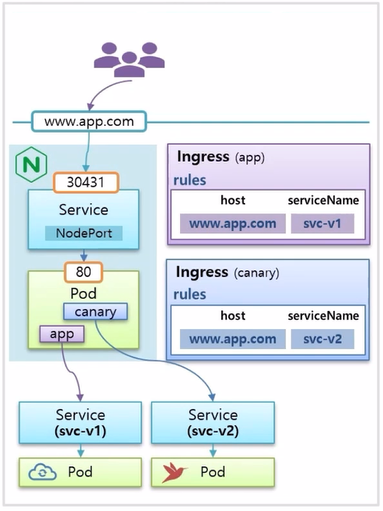 www.app.com
N
30431
Service
NodePort
80
Pod
canary
app
Ingress (app)
rules
host serviceName
www.app.com svc-v1
Ingress (canary)
rules
host serviceName
www.app.com svc-v2
Service
(svc-v1)
Service
(svc-v2)
Pod
Pod